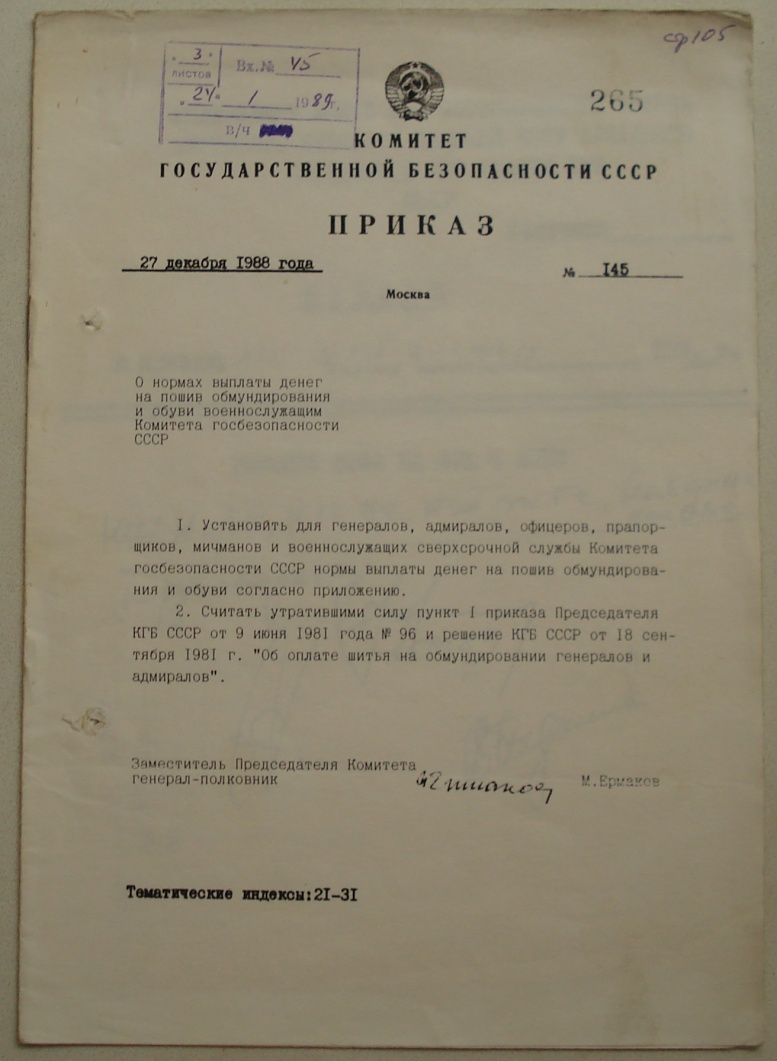 ср105
3
листов
Вх.№ 45
"24" 1 1989г.
В/Ч
265
КОМИТЕТ
ГОСУДАРСТВЕННОЙ БЕЗОПАСНОСТИ СССР
ПРИКАЗ
27 декабря 1988 года
№ 145
Москва
О нормах выплаты денег
на пошив обмундирования
и обуви военнослужащим
Комитета госбезопасности
СССР
1. Установить для генералов, адмиралов, офицеров, прапор-
щиков, мичманов и военнослужащих сверхсрочной службы Комитета
госбезопасности СССР нормы выплаты денег на пошив обмундирова-
ния и обуви согласно приложению.
2. Считать утратившими силу пункт 1 приказа Председателя
КГБ СССР от 9 июня 1981 года № 96 и решение КГБ СССР от 18 сен-
тября 1981 г. "Об оплате шитья на обмундировании генералов и
адмиралов".
Заместитель Председателя Комитета
генерал-полковник
М.Ермаков
Тематические индексы:21-31